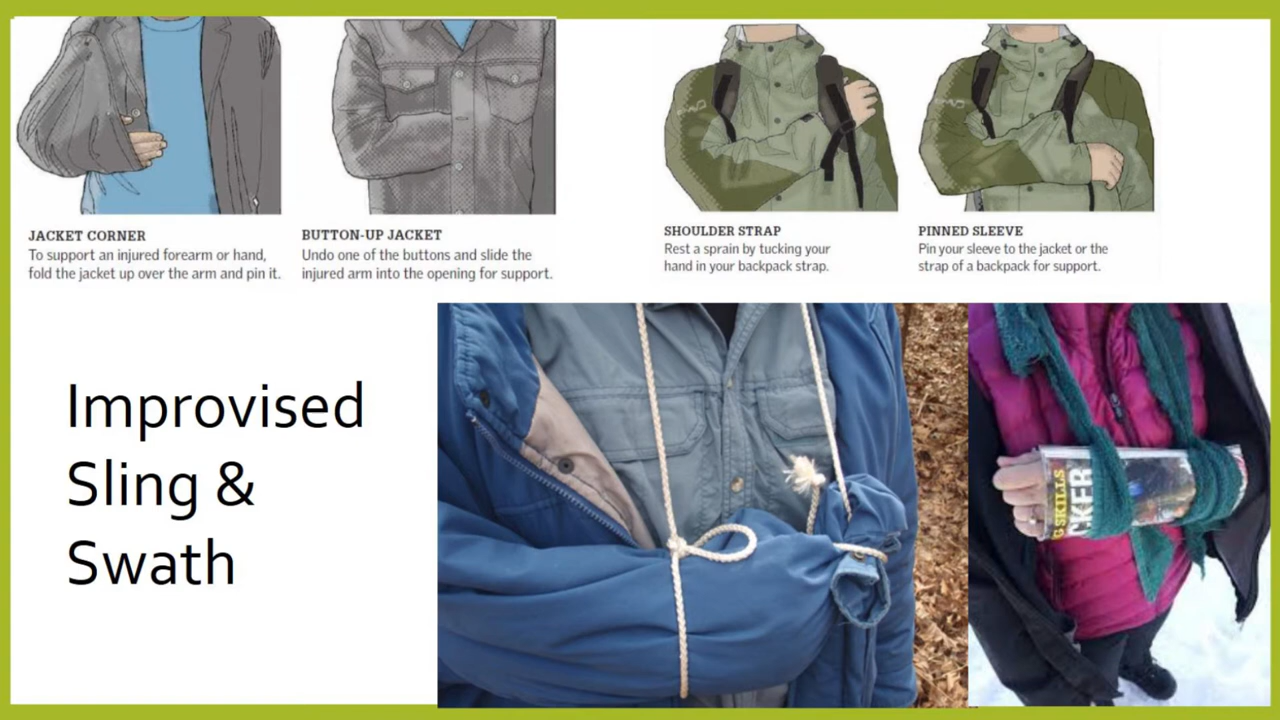 JACKET CORNER
To support an injured forearm or hand,
fold the jacket up over the arm and pin it.
BUTTON-UP JACKET
Undo one of the buttons and slide the
injured arm into the opening for support.
SHOULDER STRAP
Rest a sprain by tucking your
hand in your backpack strap.
PINNED SLEEVE
Pin your sleeve to the jacket or the
strap of a backpack for support.
Improvised
Sling &
Swath
G SKILLS
CKER